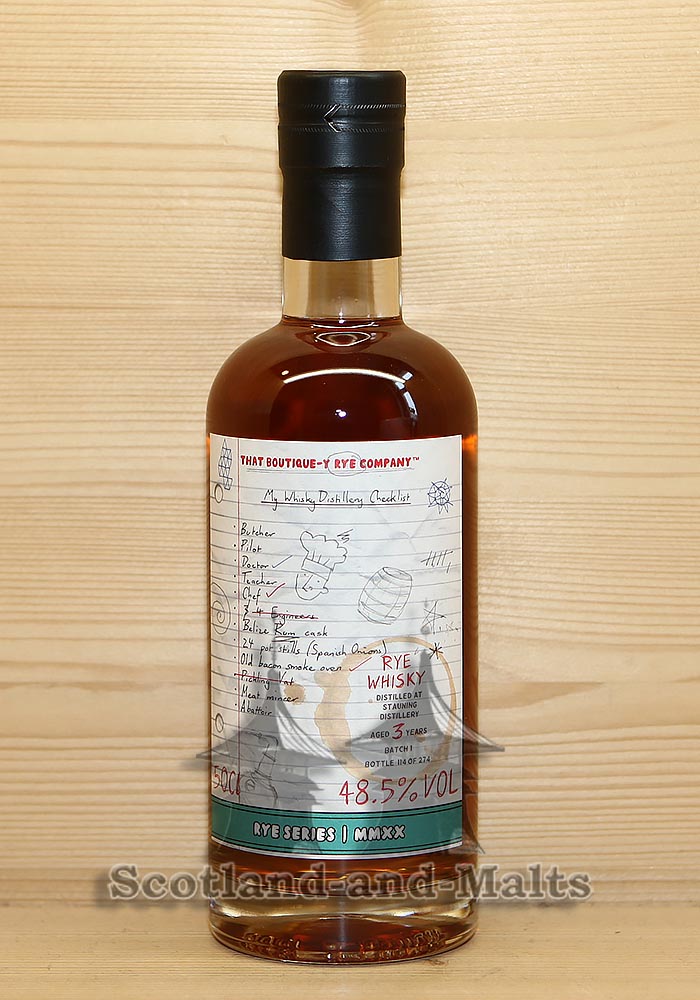 THAT BOUTIQUE-Y RYE COMPANY™
My Whisky Distillery Checklist
· Butcher
· Pilot
· Doctor ✓
· Teacher
· Chef ✓
· 3 4 Engineers
· Belize Rum cask
· 24 pot stills (Spanish Onions)
· Old bacon smoke oven ✓
· Pickling Vat
· Meat mincer
· Abattoir
RYE
WHISKY
DISTILLED AT
STAUNING
DISTILLERY
AGED 3 YEARS
BATCH 1
BOTTLE 114 OF 274
50Cl
48.5% VOL
RYE SERIES | MMXX
Scotland-and-Malts